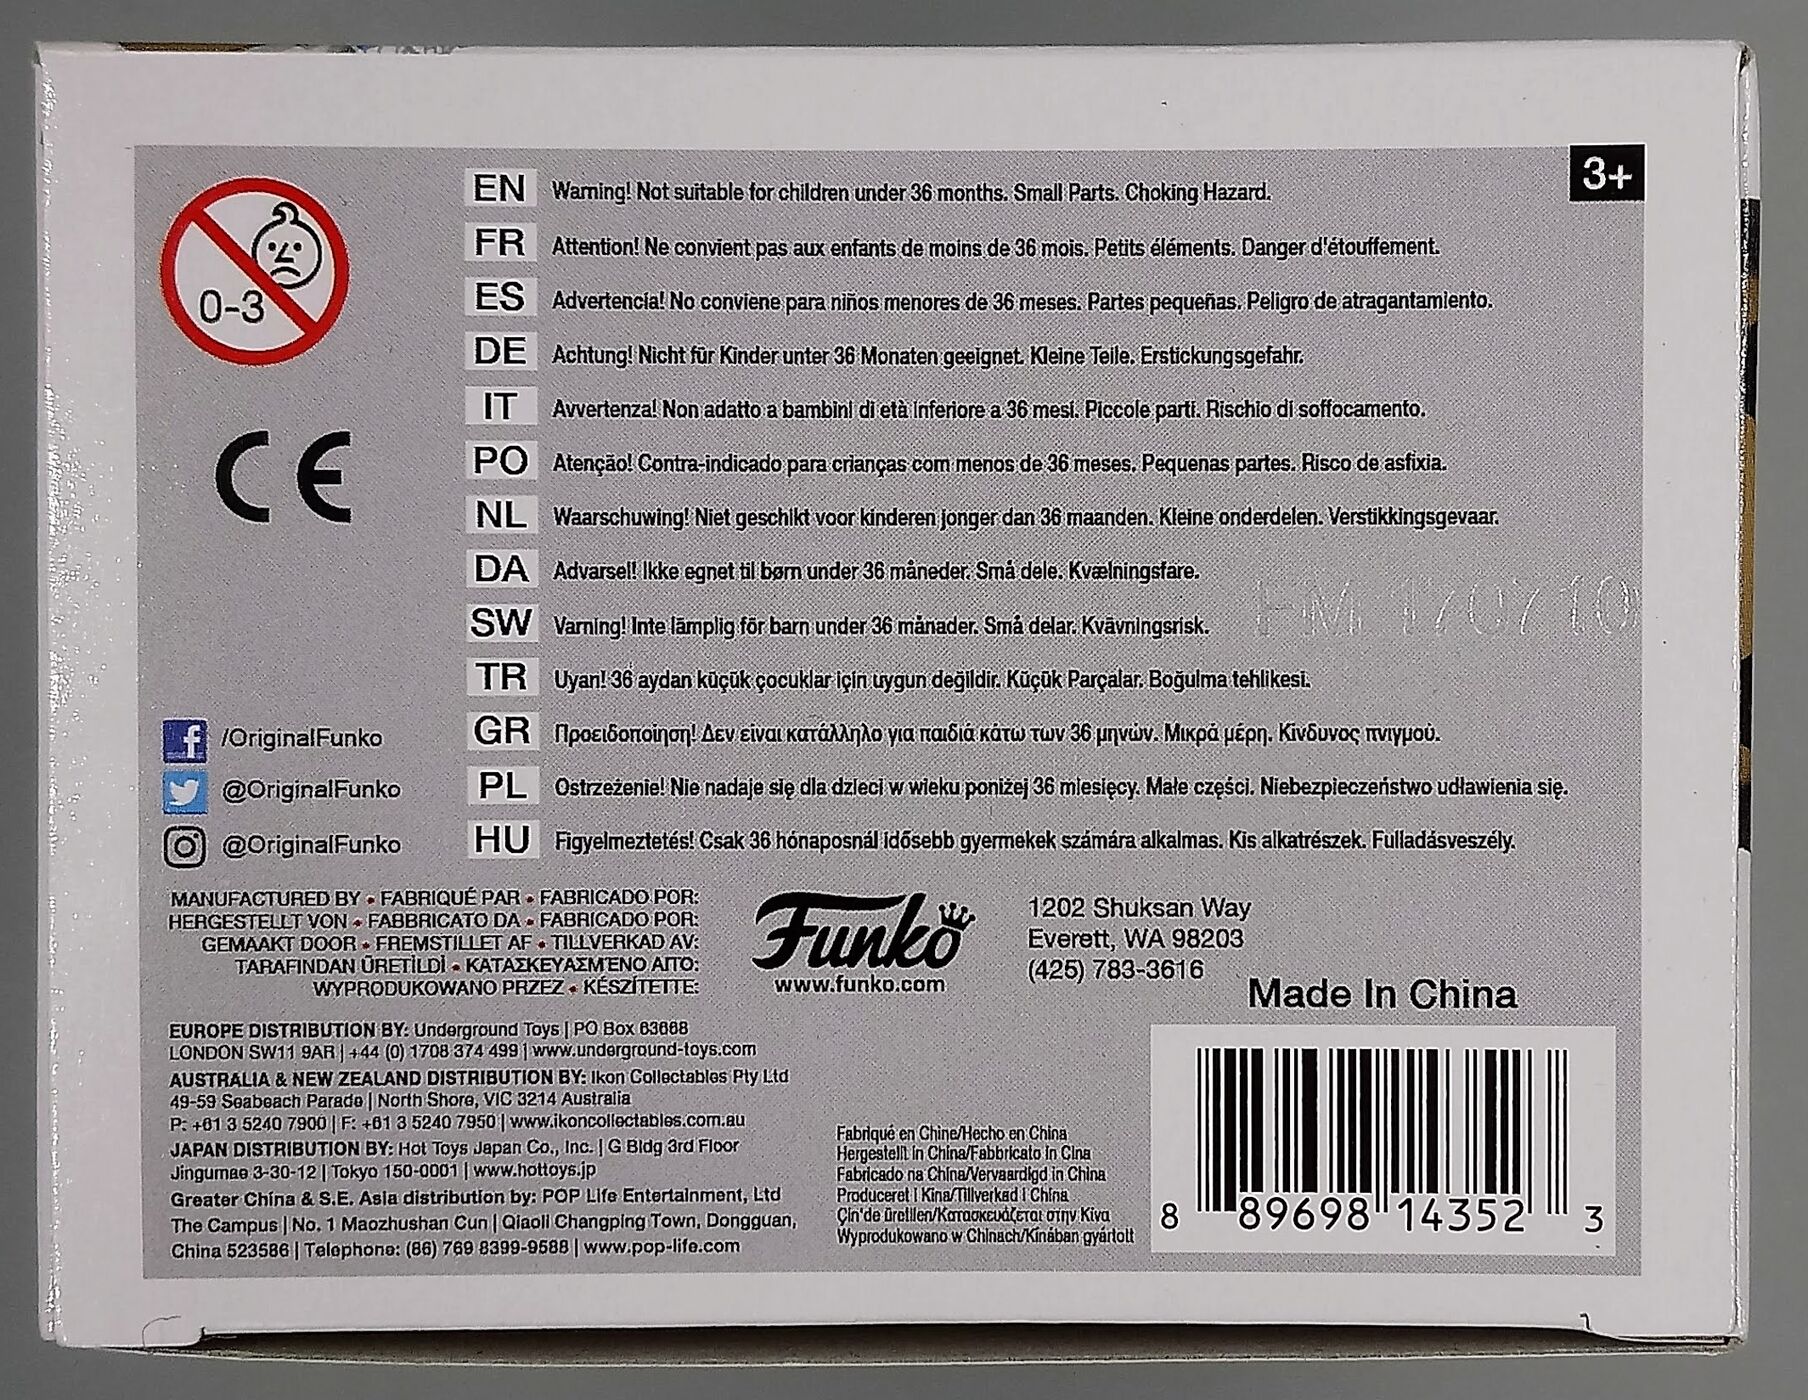 0-3
CE
3+
EN Warning! Not suitable for children under 36 months. Small Parts. Choking Hazard.
FR Attention! Ne convient pas aux enfants de moins de 36 mois. Petits éléments. Danger d'étouffement.
ES Advertencia! No conviene para niños menores de 36 meses. Partes pequeñas. Peligro de atragantamiento.
DE Achtung! Nicht für Kinder unter 36 Monaten geeignet. Kleine Teile. Erstickungsgefahr.
IT Avvertenza! Non adatto a bambini di età inferiore a 36 mesi. Piccole parti. Rischio di soffocamento.
PO Atenção! Contra-indicado para crianças com menos de 36 meses. Pequenas partes. Risco de asfixia.
NL Waarschuwing! Niet geschikt voor kinderen jonger dan 36 maanden. Kleine onderdelen. Verstikkingsgevaar.
DA Advarsel! Ikke egnet til børn under 36 måneder. Små dele. Kvælningsfare.
SW Varning! Inte lämplig för barn under 36 månader. Små delar. Kvävningsrisk.
TR Uyarı! 36 aydan küçük çocuklar için uygun değildir. Küçük Parçalar. Boğulma tehlikesi.
GR Προειδοποίηση! Δεν είναι κατάλληλο για παιδιά κάτω των 36 μηνών. Μικρά μέρη. Κίνδυνος πνιγμού.
PL Ostrzeżenie! Nie nadaje się dla dzieci w wieku poniżej 36 miesięcy. Małe części. Niebezpieczeństwo udławienia się.
HU Figyelmeztetés! Csak 36 hónaposnál idősebb gyermekek számára alkalmas. Kis alkatrészek. Fulladásveszély.
/OriginalFunko
@OriginalFunko
@OriginalFunko
MANUFACTURED BY • FABRIQUÉ PAR • FABRICADO POR:
HERGESTELLT VON • FABBRICATO DA • FABRICADO POR:
GEMAAKT DOOR • FREMSTILLET AF • TILLVERKAD AV:
TARAFINDAN ÜRETİLDİ • ΚΑΤΑΣΚΕΥΑΣΜΈΝΟ ΑΠΌ:
WYPRODUKOWANO PRZEZ • KÉSZÍTETTE:
Funko
www.funko.com
1202 Shuksan Way
Everett, WA 98203
(425) 783-3616
Made In China
EUROPE DISTRIBUTION BY: Underground Toys | PO Box 63668
LONDON SW11 9AR | +44 (0) 1708 374 499 | www.underground-toys.com
AUSTRALIA & NEW ZEALAND DISTRIBUTION BY: Ikon Collectables Pty Ltd
49-59 Seabeach Parade | North Shore, VIC 3214 Australia
P: +61 3 5240 7900 | F: +61 3 5240 7950 | www.ikoncollectables.com.au
JAPAN DISTRIBUTION BY: Hot Toys Japan Co., Inc. | G Bldg 3rd Floor
Jingumae 3-30-12 | Tokyo 150-0001 | www.hottoys.jp
Greater China & S.E. Asia distribution by: POP Life Entertainment, Ltd
The Campus | No. 1 Maozhushan Cun | Qiaoli Changping Town, Dongguan,
China 523586 | Telephone: (86) 769 8399-9588 | www.pop-life.com
Fabriqué en Chine/Hecho en China
Hergestellt in China/Fabbricato in Cina
Fabricado na China/Vervaardigd in China
Produceret i Kina/Tillverkad i China
Çin'de üretilen/Κατασκευάζεται στην Κίνα
Wyprodukowano w Chinach/Kínában gyártott
8 89698 14352 3